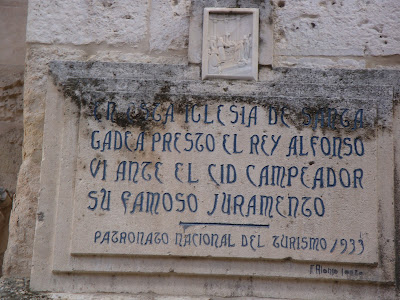 EN ESTA IGLESIA DE SANTA
GADEA PRESTO EL REY ALFONSO
VI ANTE EL CID CAMPEADOR
SU FAMOSO JURAMENTO
PATRONATO NACIONAL DEL TURISMO/1933